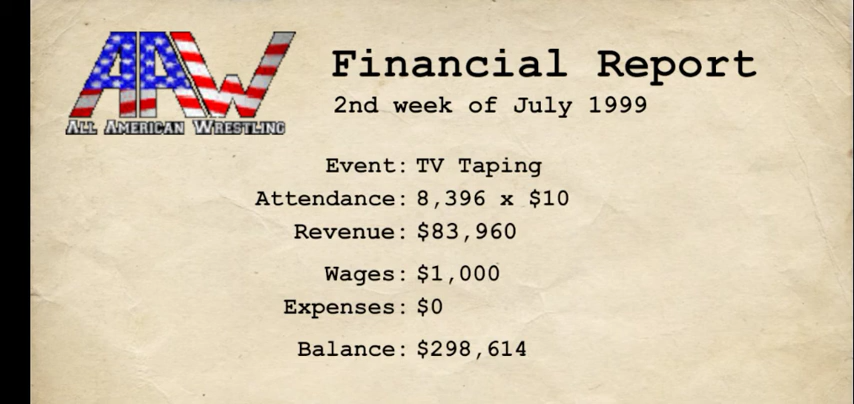 AAW
ALL AMERICAN WRESTLING
Financial Report
2nd week of July 1999
Event: TV Taping
Attendance: 8,396 x $10
Revenue: $83,960
Wages: $1,000
Expenses: $0
Balance: $298,614